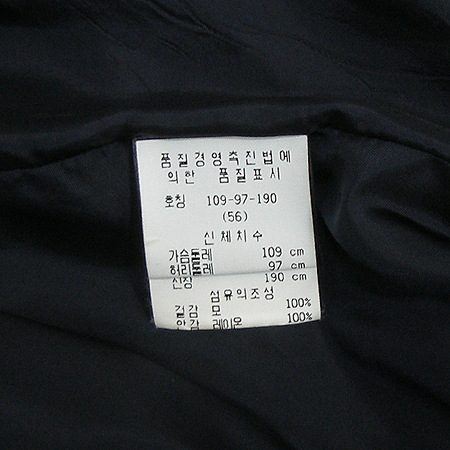 품질경영촉진법에
의한 품질표시
호칭 109-97-190
(56)
신체치수
가슴둘레 109 cm
허리둘레 97 cm
신장 190 cm
섬유의조성
겉감 모 100%
안감 레이온 100%